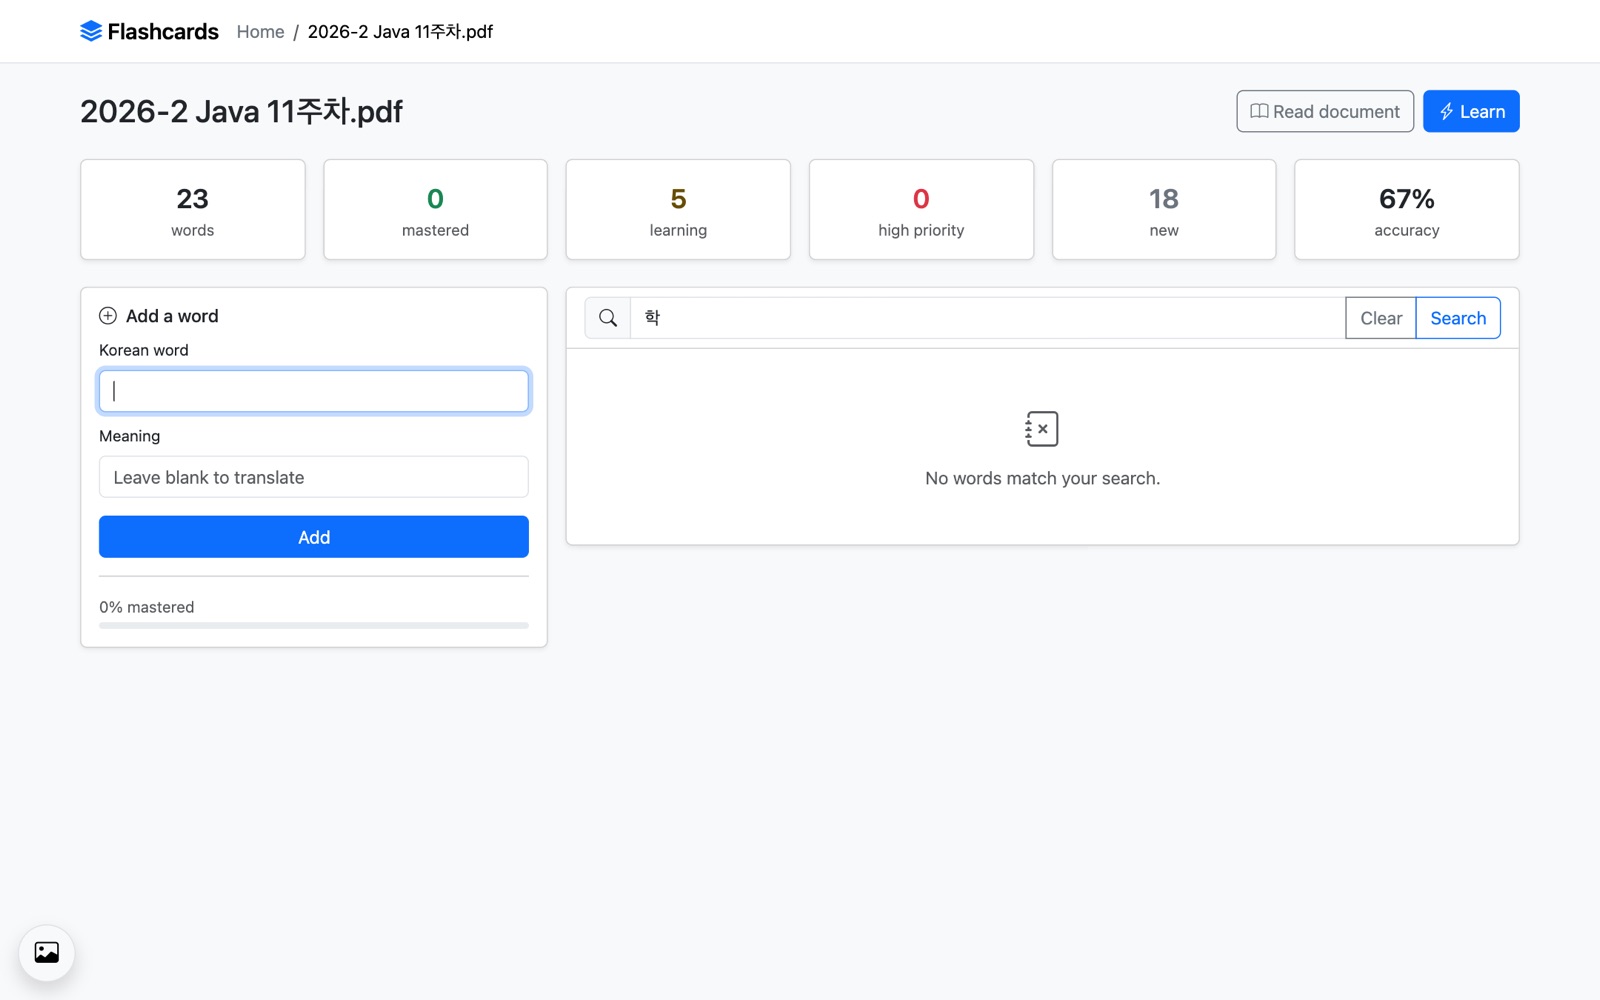 Flashcards Home / 2026-2 Java 11주차.pdf
2026-2 Java 11주차.pdf
Read document
Learn
23
words
0
mastered
5
learning
0
high priority
18
new
67%
accuracy
Add a word
Korean word
Meaning
Leave blank to translate
Add
0% mastered
학
Clear
Search
No words match your search.